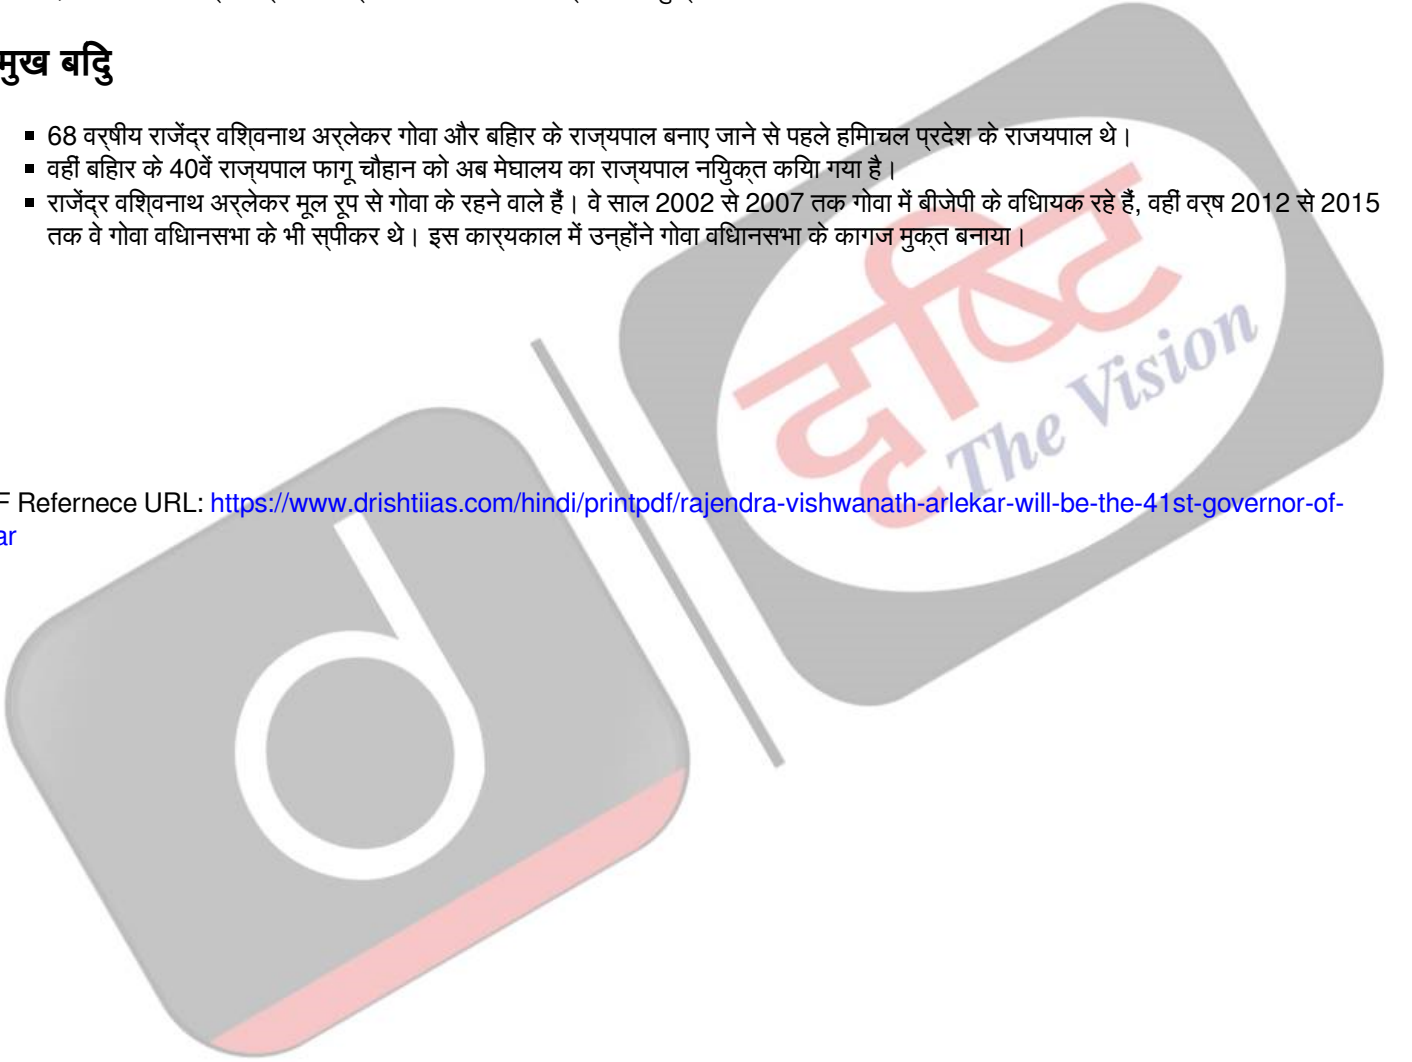 मुख बिंदु
▪ 68 वर्षीय राजेंद्र विश्वनाथ अर्लेकर गोवा और बिहार के राज्यपाल बनाए जाने से पहले हिमाचल प्रदेश के राजयपाल थे।
▪ वहीं बिहार के 40वें राज्यपाल फागू चौहान को अब मेघालय का राज्यपाल नियुक्त किया गया है।
▪ राजेंद्र विश्वनाथ अर्लेकर मूल रूप से गोवा के रहने वाले हैं। वे साल 2002 से 2007 तक गोवा में बीजेपी के विधायक रहे हैं, वहीं वर्ष 2012 से 2015
तक वे गोवा विधानसभा के भी स्पीकर थे। इस कार्यकाल में उन्होंने गोवा विधानसभा के कागज मुक्त बनाया।
दृष्टि
The Vision
F Refernece URL: https://www.drishtiias.com/hindi/printpdf/rajendra-vishwanath-arlekar-will-be-the-41st-governor-of-
ar
d